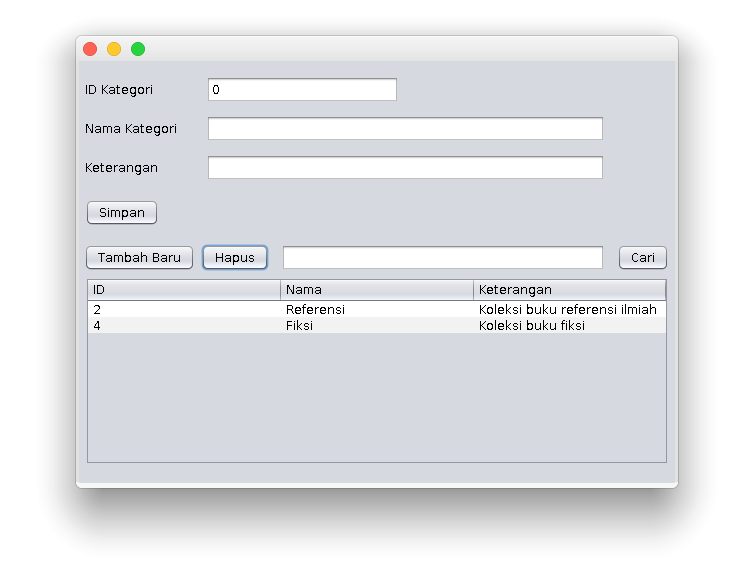 ID Kategori 0
Nama Kategori
Keterangan
Simpan
Tambah Baru Hapus Cari
ID Nama Keterangan
2 Referensi Koleksi buku referensi ilmiah
4 Fiksi Koleksi buku fiksi